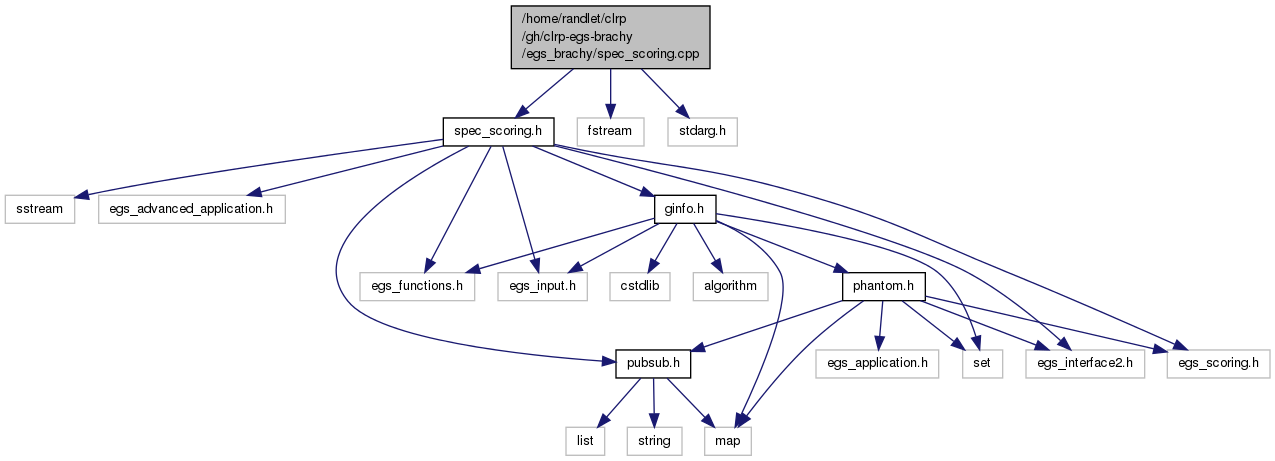 /home/randlet/clrp
/gh/clrp-egs-brachy
/egs_brachy/spec_scoring.cpp
spec_scoring.h
fstream
stdarg.h
sstream
egs_advanced_application.h
ginfo.h
egs_functions.h
egs_input.h
cstdlib
algorithm
phantom.h
pubsub.h
egs_application.h
set
egs_interface2.h
egs_scoring.h
list
string
map